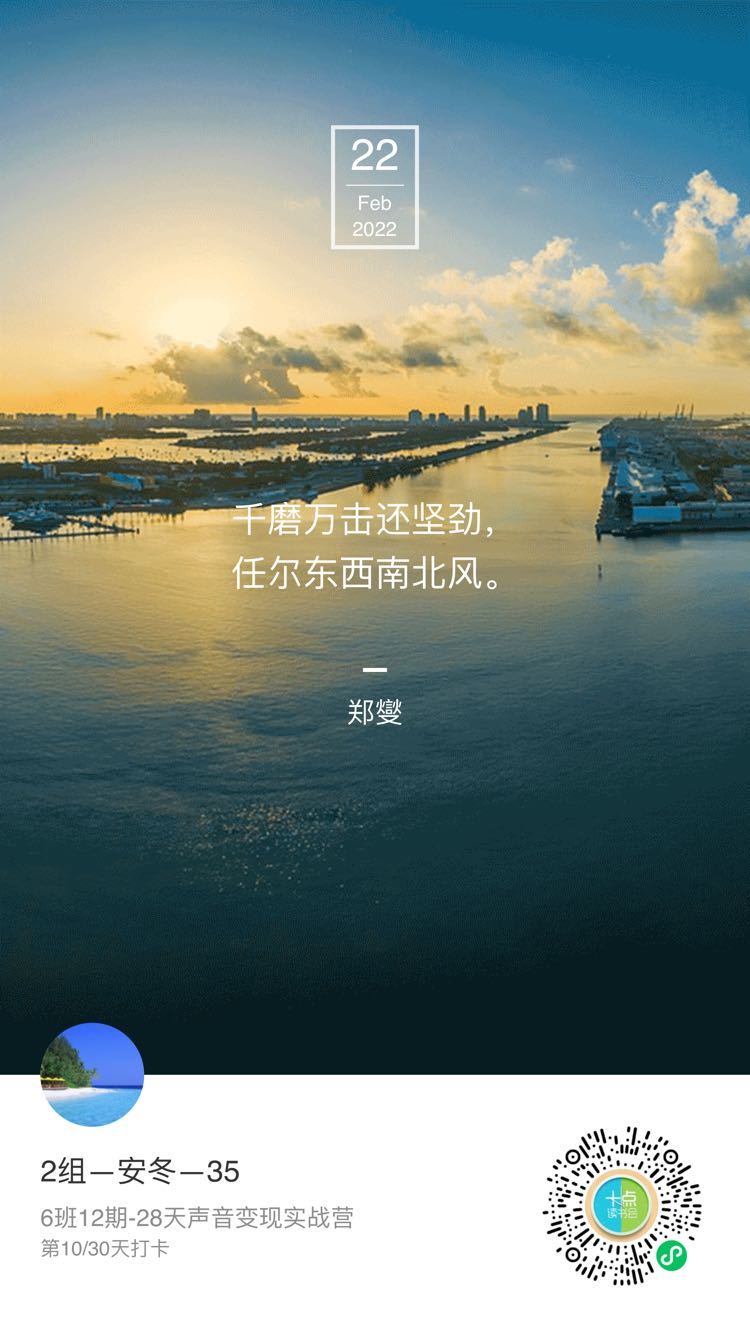 22
Feb
2022
千磨万击还坚劲，
任尔东西南北风。
郑燮
2组—安冬—35
6班12期-28天声音变现实战营
第10/30天打卡
十点
读书会